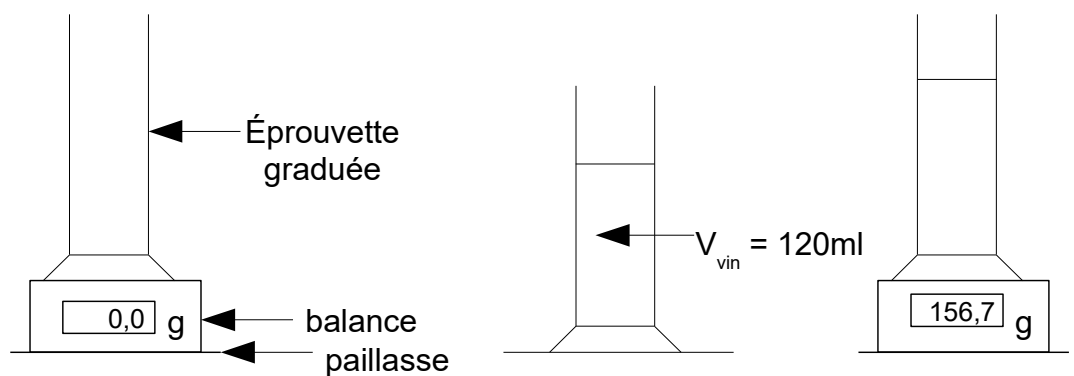 Éprouvette
graduée
V vin = 120ml
0,0 g
balance
paillasse
156,7 g